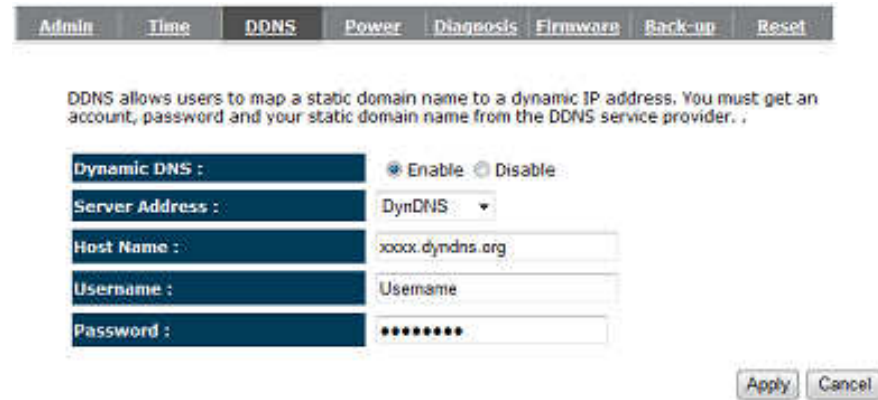 Admin Time DDNS Power Diagnosis Firmware Back-up Reset
DDNS allows users to map a static domain name to a dynamic IP address. You must get an
account, password and your static domain name from the DDNS service provider. .
Dynamic DNS : Enable Disable
Server Address : DynDNS
Host Name : xxxx.dyndns.org
Username : Username
Password : ●●●●●●●●
Apply Cancel